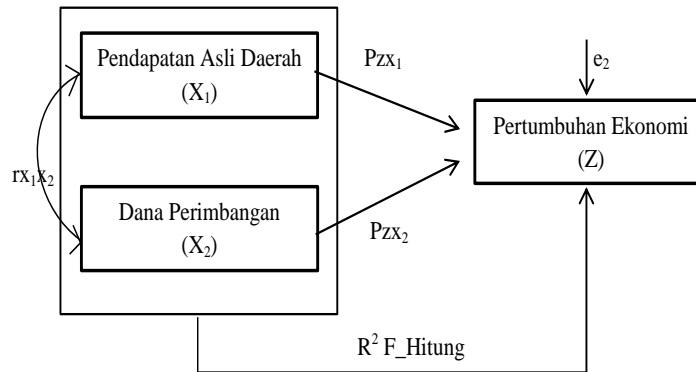 Pendapatan Asli Daerah
(X₁)
Pzx₁
e₂
Pertumbuhan Ekonomi
(Z)
rx₁x₂
Dana Perimbangan
(X₂)
Pzx₂
R² F_Hitung